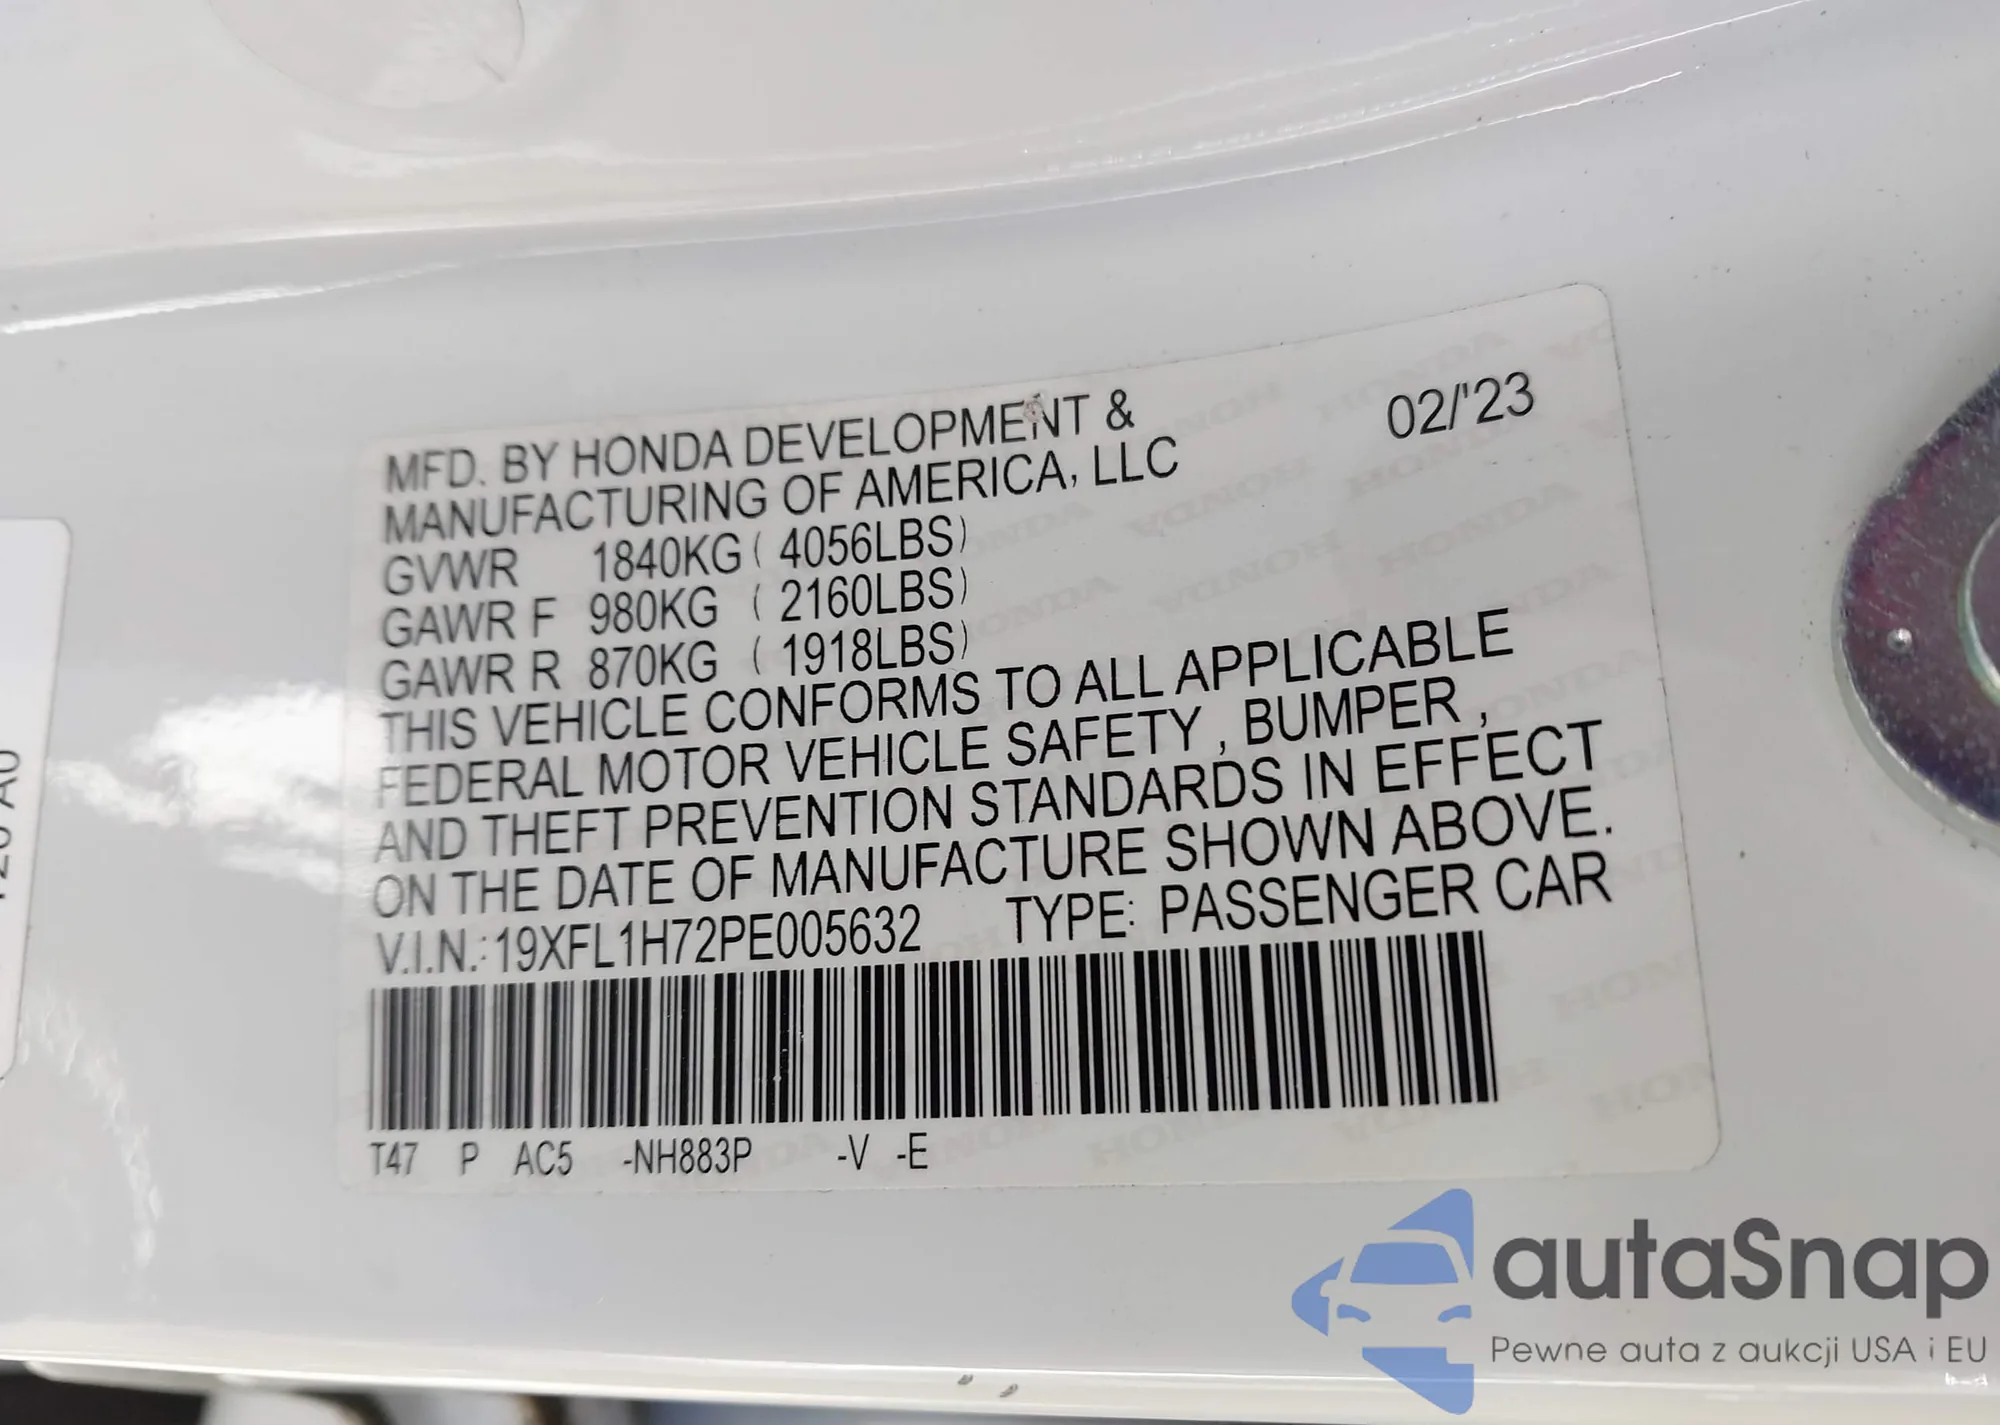 MFD. BY HONDA DEVELOPMENT &
MANUFACTURING OF AMERICA, LLC
02/'23
GVWR 1840KG ( 4056LBS)
GAWR F 980KG ( 2160LBS)
GAWR R 870KG ( 1918LBS)
THIS VEHICLE CONFORMS TO ALL APPLICABLE
FEDERAL MOTOR VEHICLE SAFETY , BUMPER ,
AND THEFT PREVENTION STANDARDS IN EFFECT
ON THE DATE OF MANUFACTURE SHOWN ABOVE.
V.I.N.:19XFL1H72PE005632 TYPE: PASSENGER CAR
T47 P AC5 -NH883P -V -E
autaSnap
Pewne auta z aukcji USA i EU